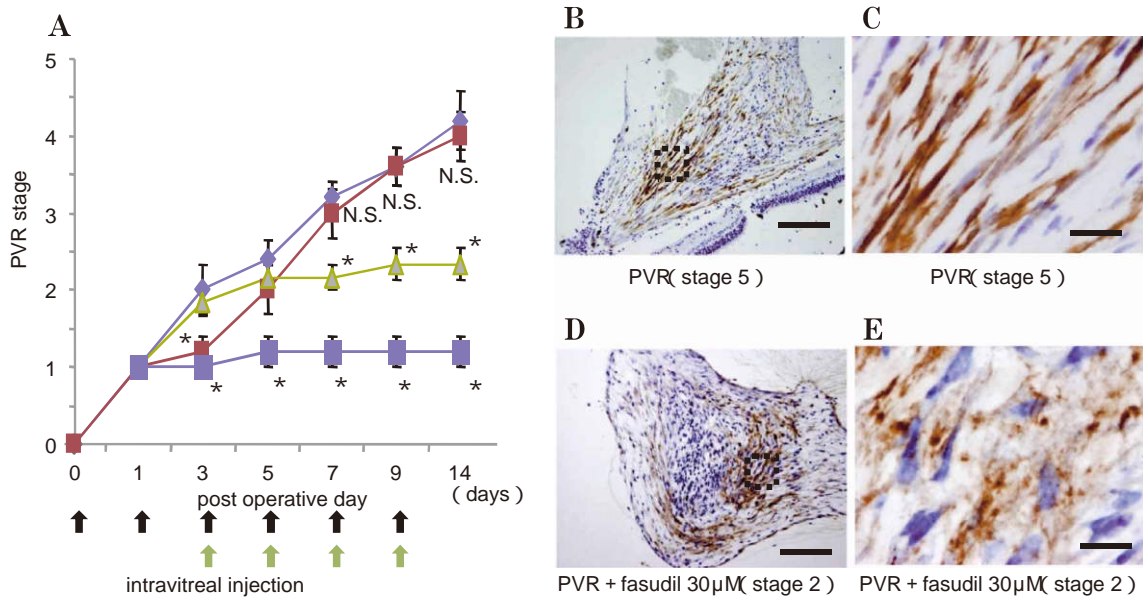 A
5
4
3
2
1
0
PVR stage
N.S.
N.S.
N.S.
*
*
*
*
*
*
*
*
*
0 1 3 5 7 9 14
post operative day
( days )
intravitreal injection
B
PVR( stage 5 )
C
PVR( stage 5 )
D
PVR + fasudil 30μM( stage 2 )
E
PVR + fasudil 30μM( stage 2 )